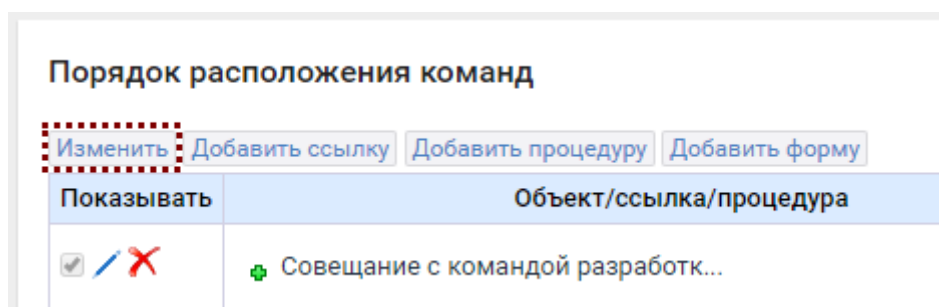 Порядок расположения команд
Изменить Добавить ссылку Добавить процедуру Добавить форму
Показывать Объект/ссылка/процедура
Совещание с командой разработк...